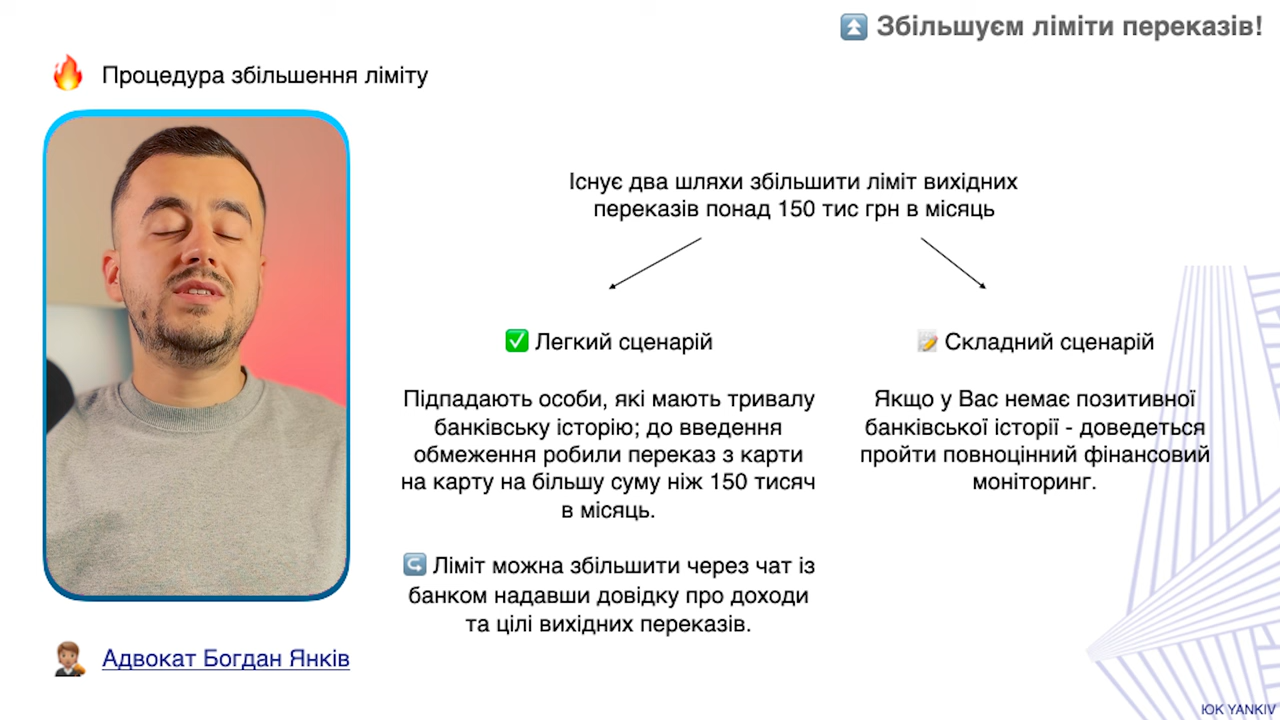 Збільшуєм ліміти переказів!
Процедура збільшення ліміту
Існує два шляхи збільшити ліміт вихідних
переказів понад 150 тис грн в місяць
Легкий сценарій
Підпадають особи, які мають тривалу
банківську історію; до введення
обмеження робили переказ з карти
на карту на більшу суму ніж 150 тисяч
в місяць.
Ліміт можна збільшити через чат із
банком надавши довідку про доходи
та цілі вихідних переказів.
Складний сценарій
Якщо у Вас немає позитивної
банківської історії - доведеться
пройти повноцінний фінансовий
моніторинг.
Адвокат Богдан Янків
ЮК YANKIV